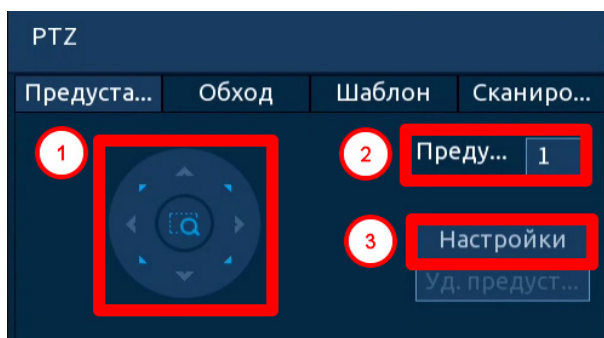 PTZ
Предуста... Обход Шаблон Сканиро...
1 2 Преду... 1
3 Настройки
Уд. предуст...